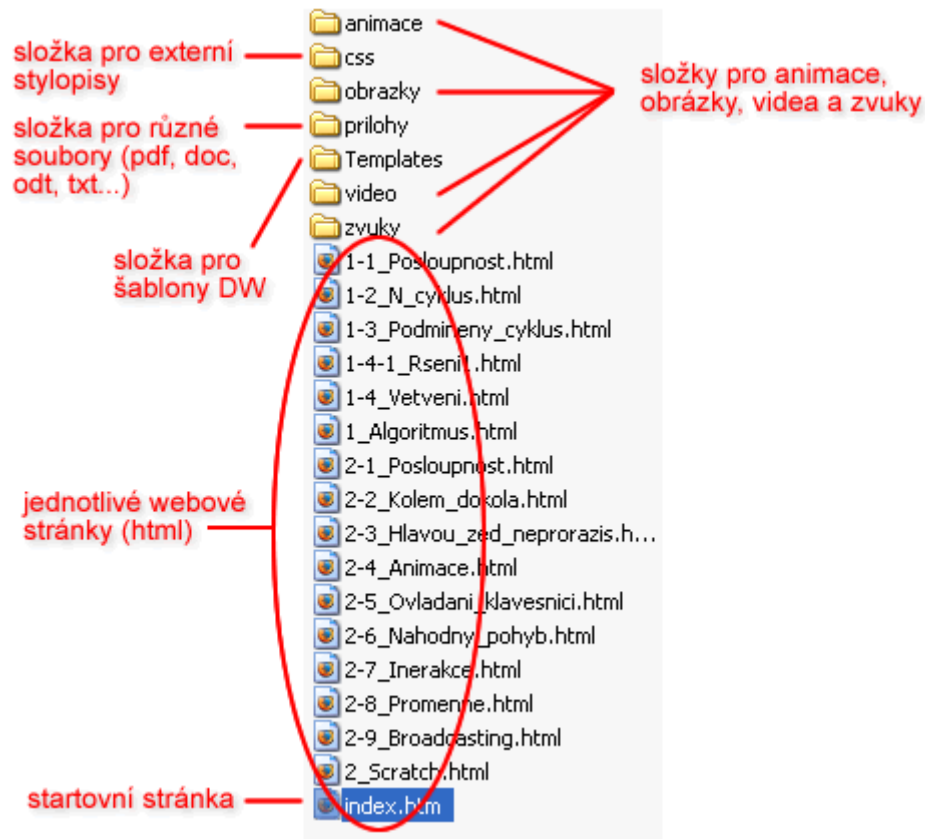 složka pro externí
stylopisy
složka pro různé
soubory (pdf, doc,
odt, txt...)
složka pro
šablony DW
jednotlivé webové
stránky (html)
startovní stránka
animace
css
obrazky
prilohy
Templates
video
zvuky
1-1_Posloupnost.html
1-2_N_cyklus.html
1-3_Podmineny_cyklus.html
1-4-1_Rseni1.html
1-4_Vetveni.html
1_Algoritmus.html
2-1_Posloupnost.html
2-2_Kolem_dokola.html
2-3_Hlavou_zed_neprorazis.h...
2-4_Animace.html
2-5_Ovladani_klavesnici.html
2-6_Nahodny_pohyb.html
2-7_Inerakce.html
2-8_Promenne.html
2-9_Broadcasting.html
2_Scratch.html
index.htm
složky pro animace,
obrázky, videa a zvuky